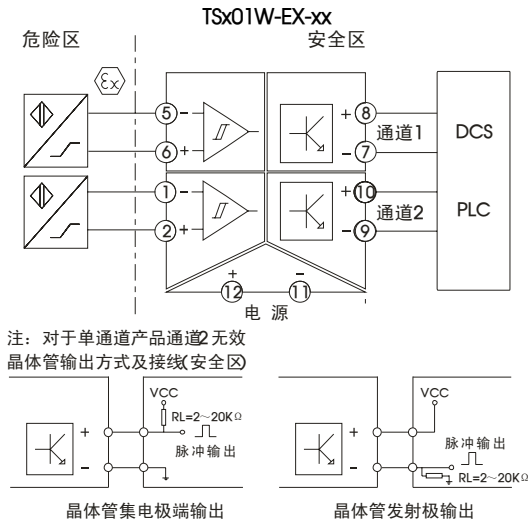 TSx01W-EX-xx
危险区
安全区
εx
5 -
6 +
+ 8
- 7
通道1
DCS
1 -
2 +
+ 10
- 9
通道2
PLC
+ -
12 11
电 源
注: 对于单通道产品通道2无效
晶体管输出方式及接线(安全区)
VCC
RL=2~20KΩ
+
-
脉冲输出
晶体管集电极端输出
VCC
+
-
脉冲输出
RL=2~20KΩ
晶体管发射极输出